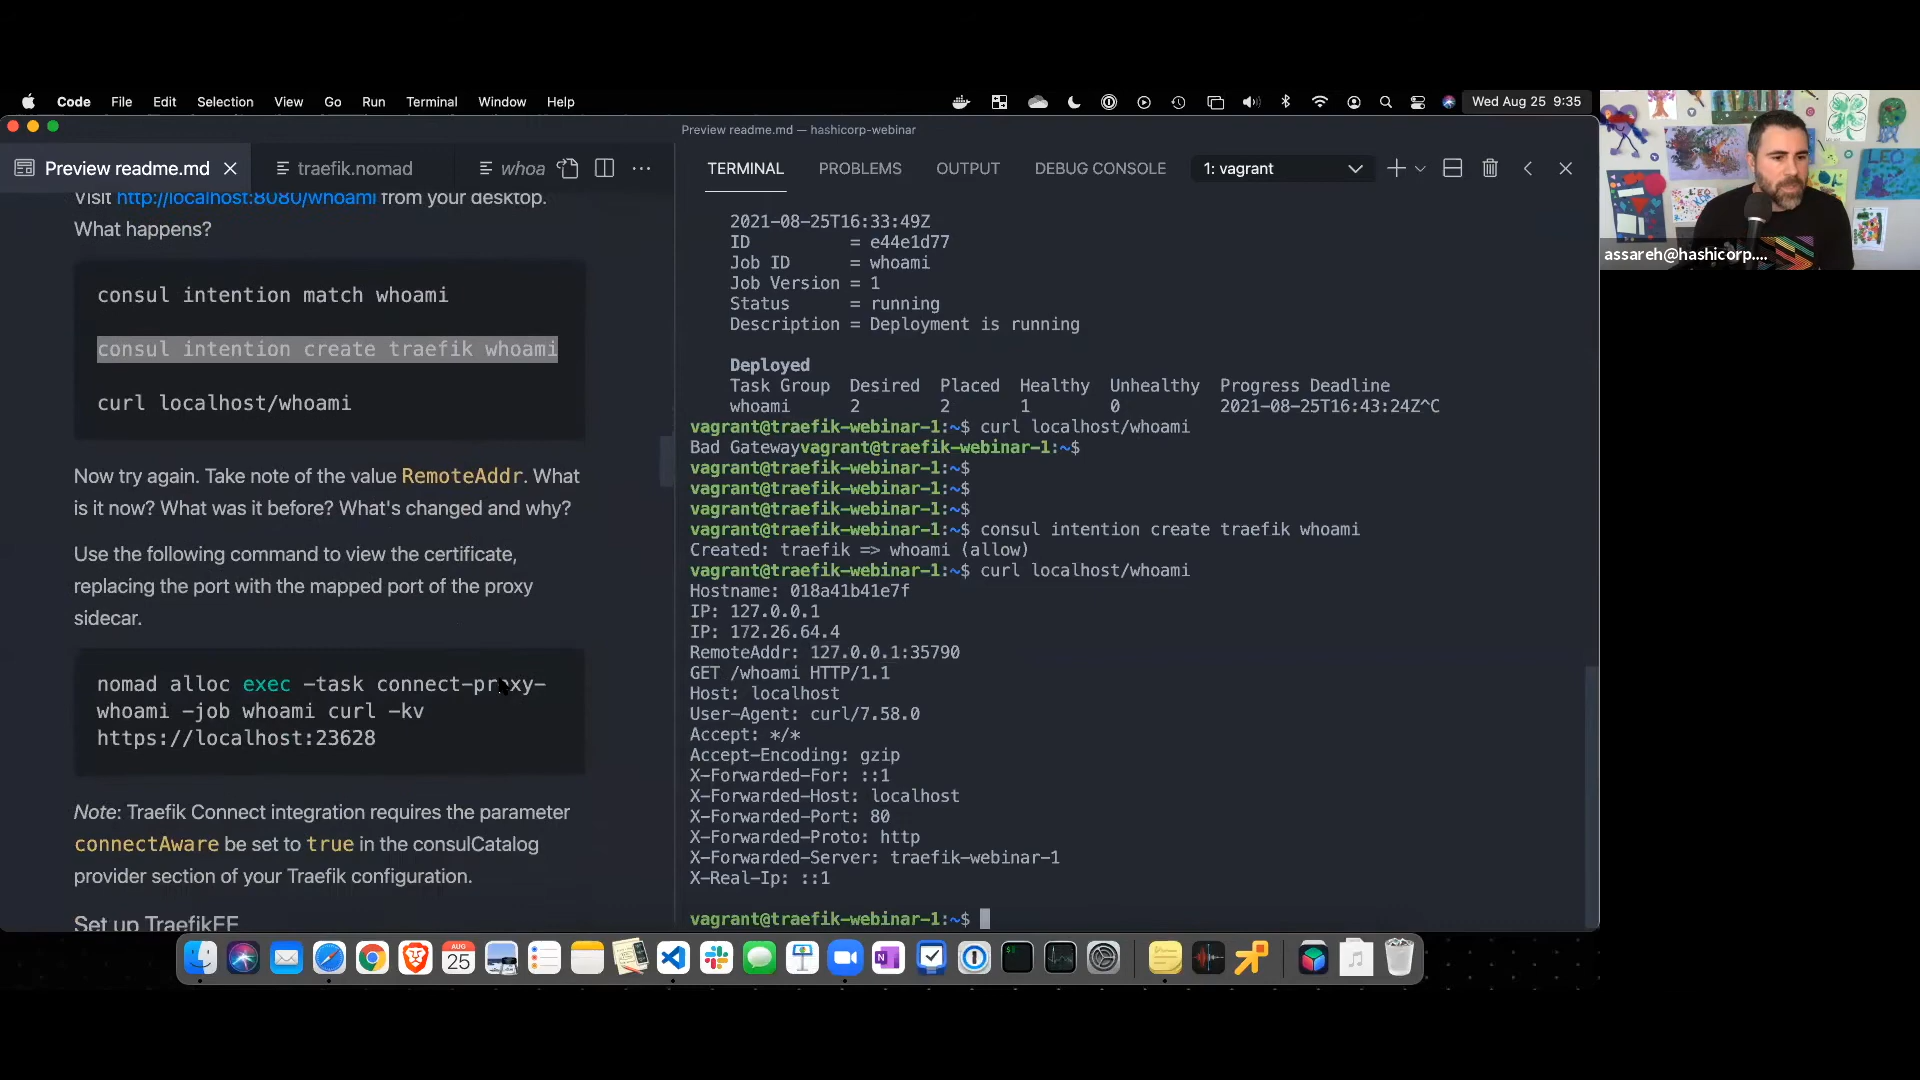 Code File Edit Selection View Go Run Terminal Window Help
Wed Aug 25 9:35
Preview readme.md — hashicorp-webinar
Preview readme.md
traefik.nomad
whoa
Visit http://localhost:8080/whoami from your desktop.
What happens?
consul intention match whoami
consul intention create traefik whoami
curl localhost/whoami
Now try again. Take note of the value RemoteAddr. What
is it now? What was it before? What's changed and why?
Use the following command to view the certificate,
replacing the port with the mapped port of the proxy
sidecar.
nomad alloc exec -task connect-proxy-
whoami -job whoami curl -kv
https://localhost:23628
Note: Traefik Connect integration requires the parameter
connectAware be set to true in the consulCatalog
provider section of your Traefik configuration.
Set up TraefikEE
TERMINAL PROBLEMS OUTPUT DEBUG CONSOLE 1: vagrant
2021-08-25T16:33:49Z
ID = e44e1d77
Job ID = whoami
Job Version = 1
Status = running
Description = Deployment is running
Deployed
Task Group Desired Placed Healthy Unhealthy Progress Deadline
whoami 2 2 1 0 2021-08-25T16:43:24Z^C
vagrant@traefik-webinar-1:~$ curl localhost/whoami
Bad Gatewayvagrant@traefik-webinar-1:~$
vagrant@traefik-webinar-1:~$
vagrant@traefik-webinar-1:~$
vagrant@traefik-webinar-1:~$
vagrant@traefik-webinar-1:~$ consul intention create traefik whoami
Created: traefik => whoami (allow)
vagrant@traefik-webinar-1:~$ curl localhost/whoami
Hostname: 018a41b41e7f
IP: 127.0.0.1
IP: 172.26.64.4
RemoteAddr: 127.0.0.1:35790
GET /whoami HTTP/1.1
Host: localhost
User-Agent: curl/7.58.0
Accept: */*
Accept-Encoding: gzip
X-Forwarded-For: ::1
X-Forwarded-Host: localhost
X-Forwarded-Port: 80
X-Forwarded-Proto: http
X-Forwarded-Server: traefik-webinar-1
X-Real-Ip: ::1
vagrant@traefik-webinar-1:~$
LEO
assareh@hashicorp....
AUG
25